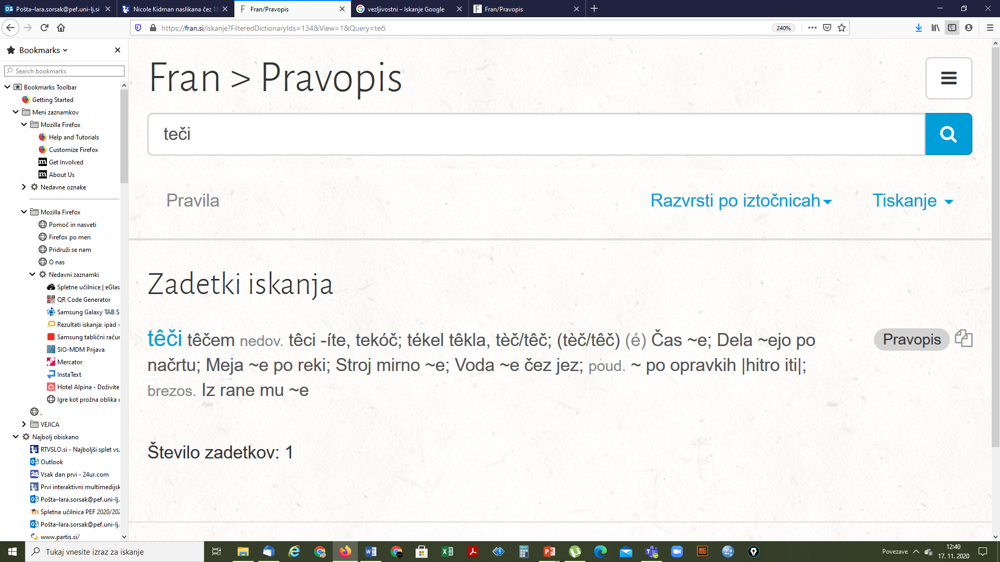 Pošta–lara.sorsak@pef.uni-lj.si
Nicole Kidman naslikana čez 18
Fran/Pravopis
vezljivostni – Iskanje Google
Fran/Pravopis
https://fran.si/iskanje?FilteredDictionaryIds=134&View=1&Query=teči
240%
Bookmarks
Search bookmarks
Bookmarks Toolbar
Getting Started
Meni zaznamkov
Mozilla Firefox
Help and Tutorials
Customize Firefox
Get Involved
About Us
Nedavne oznake
Mozilla Firefox
Pomoč in nasveti
Firefox po meri
Pridruži se nam
O nas
Nedavni zaznamki
Spletne učilnice | eGlas
QR Code Generator
Samsung Galaxy TAB S
Rezultati iskanja: ipad -
Samsung tablični račur
SIO-MDM Prijava
Mercator
InstaText
Hotel Alpina - Doživite
Igre kot prožna oblika u
,
VEJICA
Najbolj obiskano
RTVSLO.si - Najboljši splet vs.
Outlook
Vsak dan prvi - 24ur.com
Prvi interaktivni multimedijsk
Pošta–lara.sorsak@pef.uni-lj.
Spletna učilnica PEF 2020/202
Pošta–lara.sorsak@pef.uni-lj.
www.partis.si/
Fran > Pravopis
teči
Pravila
Razvrsti po iztočnicah
Tiskanje
Zadetki iskanja
têči têčem nedov. têci -íte, tekóč; tékel têkla, tèč/têč; (tèč/têč) (é) Čas ~e; Dela ~ejo po
načrtu; Meja ~e po reki; Stroj mirno ~e; Voda ~e čez jez; poud. ~ po opravkih |hitro iti|;
brezos. Iz rane mu ~e
Pravopis
Število zadetkov: 1
Tukaj vnesite izraz za iskanje
Povezave
12:40
17. 11. 2020